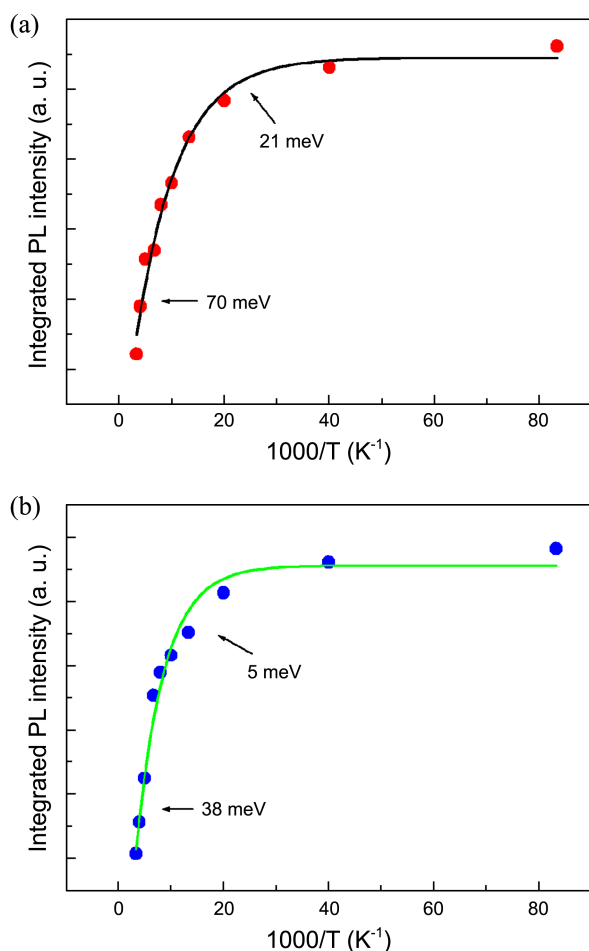 (a)
Integrated PL intensity (a. u.)
21 meV
70 meV
0 20 40 60 80
1000/T (K⁻¹)
(b)
Integrated PL intensity (a. u.)
5 meV
38 meV
0 20 40 60 80
1000/T (K⁻¹)